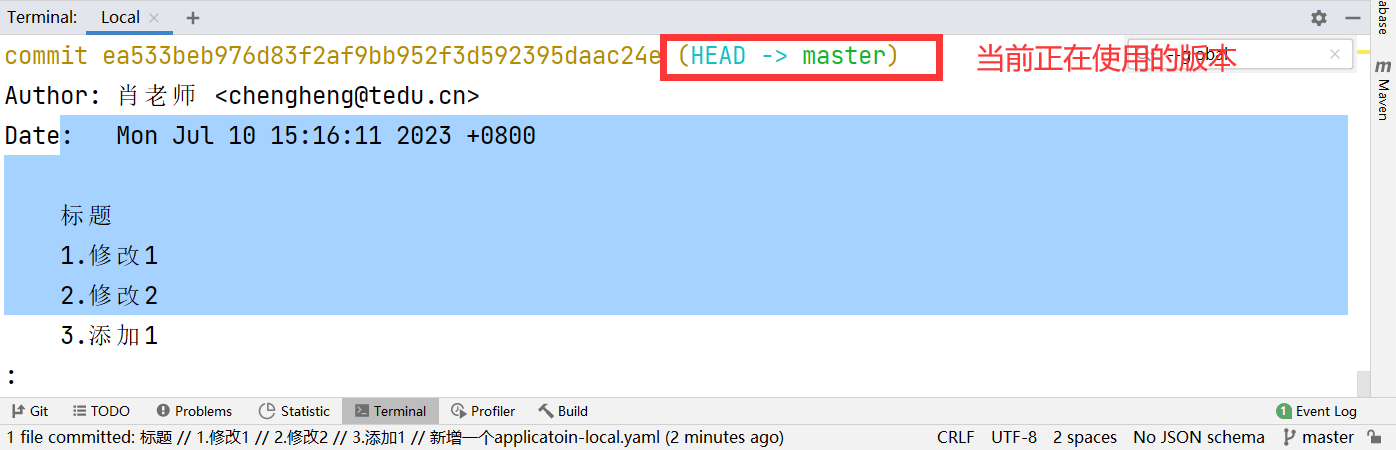 Terminal: Local
commit ea533beb976d83f2af9bb952f3d592395daac24e (HEAD -> master) 当前正在使用的版本
--global
Author: 肖老师 <chengheng@tedu.cn>
Date: Mon Jul 10 15:16:11 2023 +0800
标题
1.修改1
2.修改2
3.添加1
:
abase
Maven
Git TODO Problems Statistic Terminal Profiler Build 1 Event Log
1 file committed: 标题 // 1.修改1 // 2.修改2 // 3.添加1 // 新增一个applicatoin-local.yaml (2 minutes ago) CRLF UTF-8 2 spaces No JSON schema master